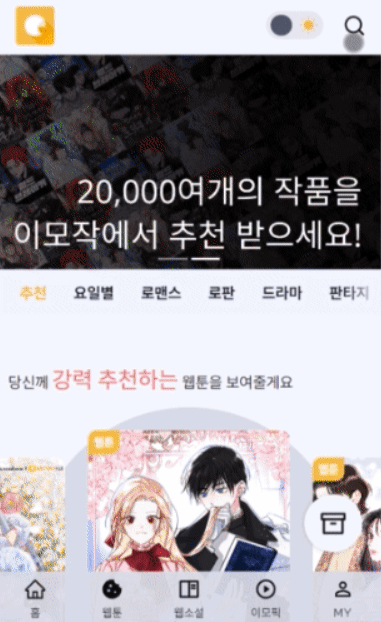 20,000여개의 작품을
이모작에서 추천 받으세요!
추천 요일별 로맨스 로판 드라마 판타지
당신께 강력 추천하는 웹툰을 보여줄게요
웹툰
웹툰
홈 웹툰 웹소설 이모픽 MY